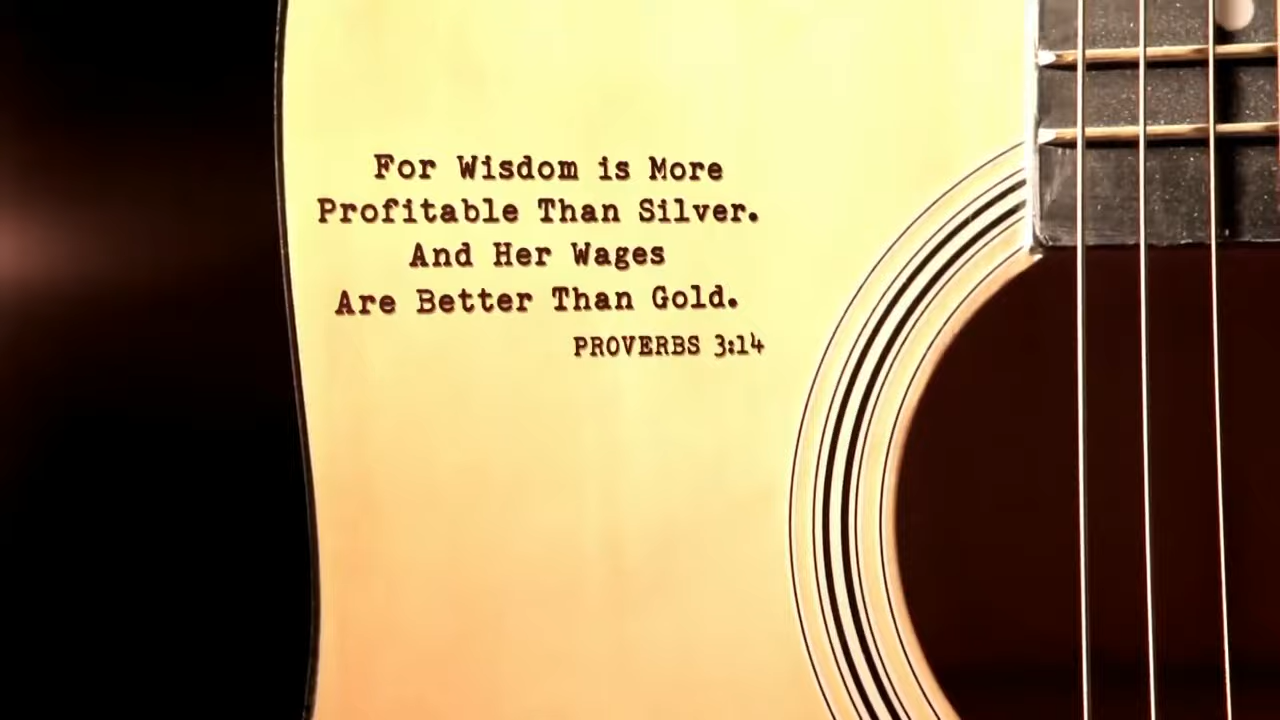 For Wisdom is More
Profitable Than Silver.
And Her Wages
Are Better Than Gold.
PROVERBS 3:14